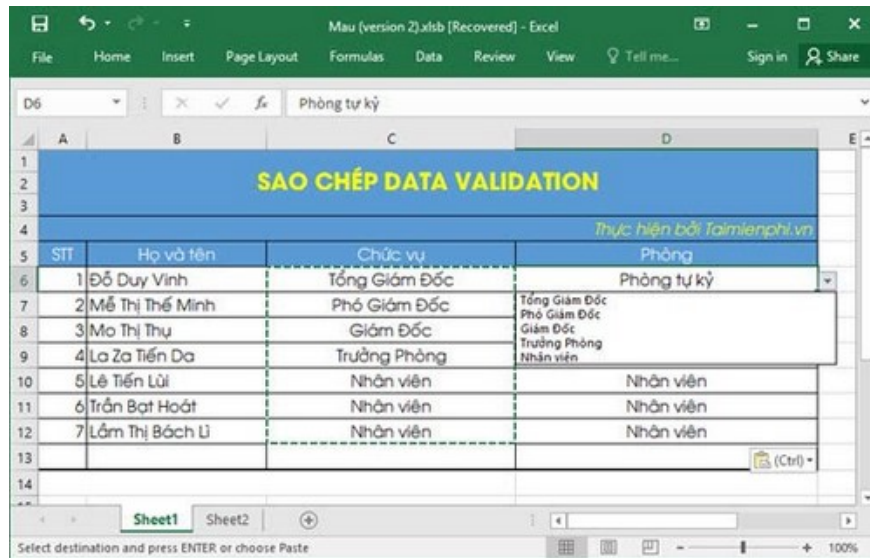 Mau (version 2).xlsb [Recovered] - Excel
File Home Insert Page Layout Formulas Data Review View Tell me... Sign in Share
D6 fx Phòng tự kỷ
A B C D E
1
2 SAO CHÉP DATA VALIDATION
3
4 Thực hiện bởi Taimienphi.vn
5 STT Họ và tên Chức vụ Phòng
6 1 Đỗ Duy Vinh Tổng Giám Đốc Phòng tự kỷ
7 2 Mễ Thị Thế Minh Phó Giám Đốc
8 3 Mo Thị Thụ Giám Đốc
9 4 La Za Tiến Da Trưởng Phòng
Tổng Giám Đốc
Phó Giám Đốc
Giám Đốc
Trưởng Phòng
Nhân viên
10 5 Lê Tiến Lùi Nhân viên Nhân viên
11 6 Trần Bạt Hoát Nhân viên Nhân viên
12 7 Lầm Thị Bách Lì Nhân viên Nhân viên
13 (Ctrl)
14
Sheet1 Sheet2
Select destination and press ENTER or choose Paste 100%